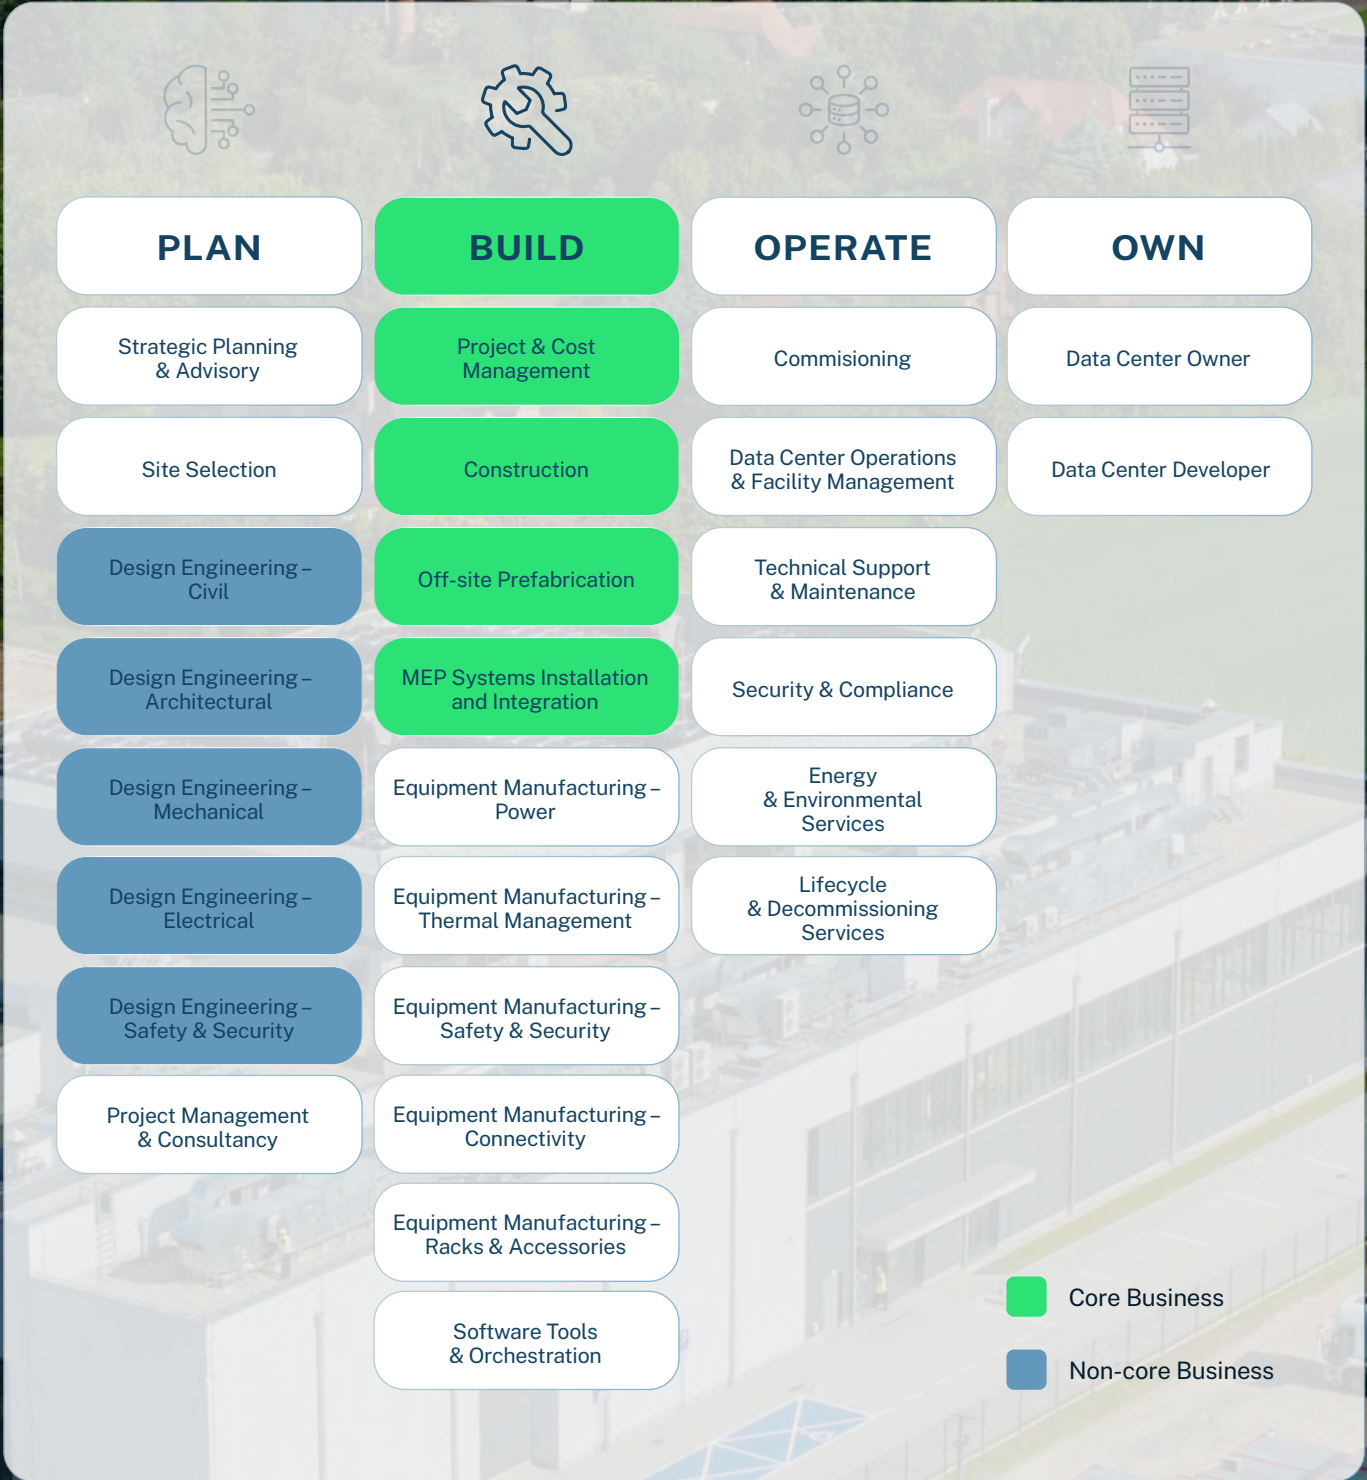 PLAN
BUILD
OPERATE
OWN
Strategic Planning
& Advisory
Project & Cost
Management
Commisioning
Data Center Owner
Site Selection
Construction
Data Center Operations
& Facility Management
Data Center Developer
Design Engineering –
Civil
Off-site Prefabrication
Technical Support
& Maintenance
Design Engineering –
Architectural
MEP Systems Installation
and Integration
Security & Compliance
Design Engineering –
Mechanical
Equipment Manufacturing –
Power
Energy
& Environmental
Services
Design Engineering –
Electrical
Equipment Manufacturing –
Thermal Management
Lifecycle
& Decommissioning
Services
Design Engineering –
Safety & Security
Equipment Manufacturing –
Safety & Security
Project Management
& Consultancy
Equipment Manufacturing –
Connectivity
Equipment Manufacturing –
Racks & Accessories
Software Tools
& Orchestration
Core Business
Non-core Business